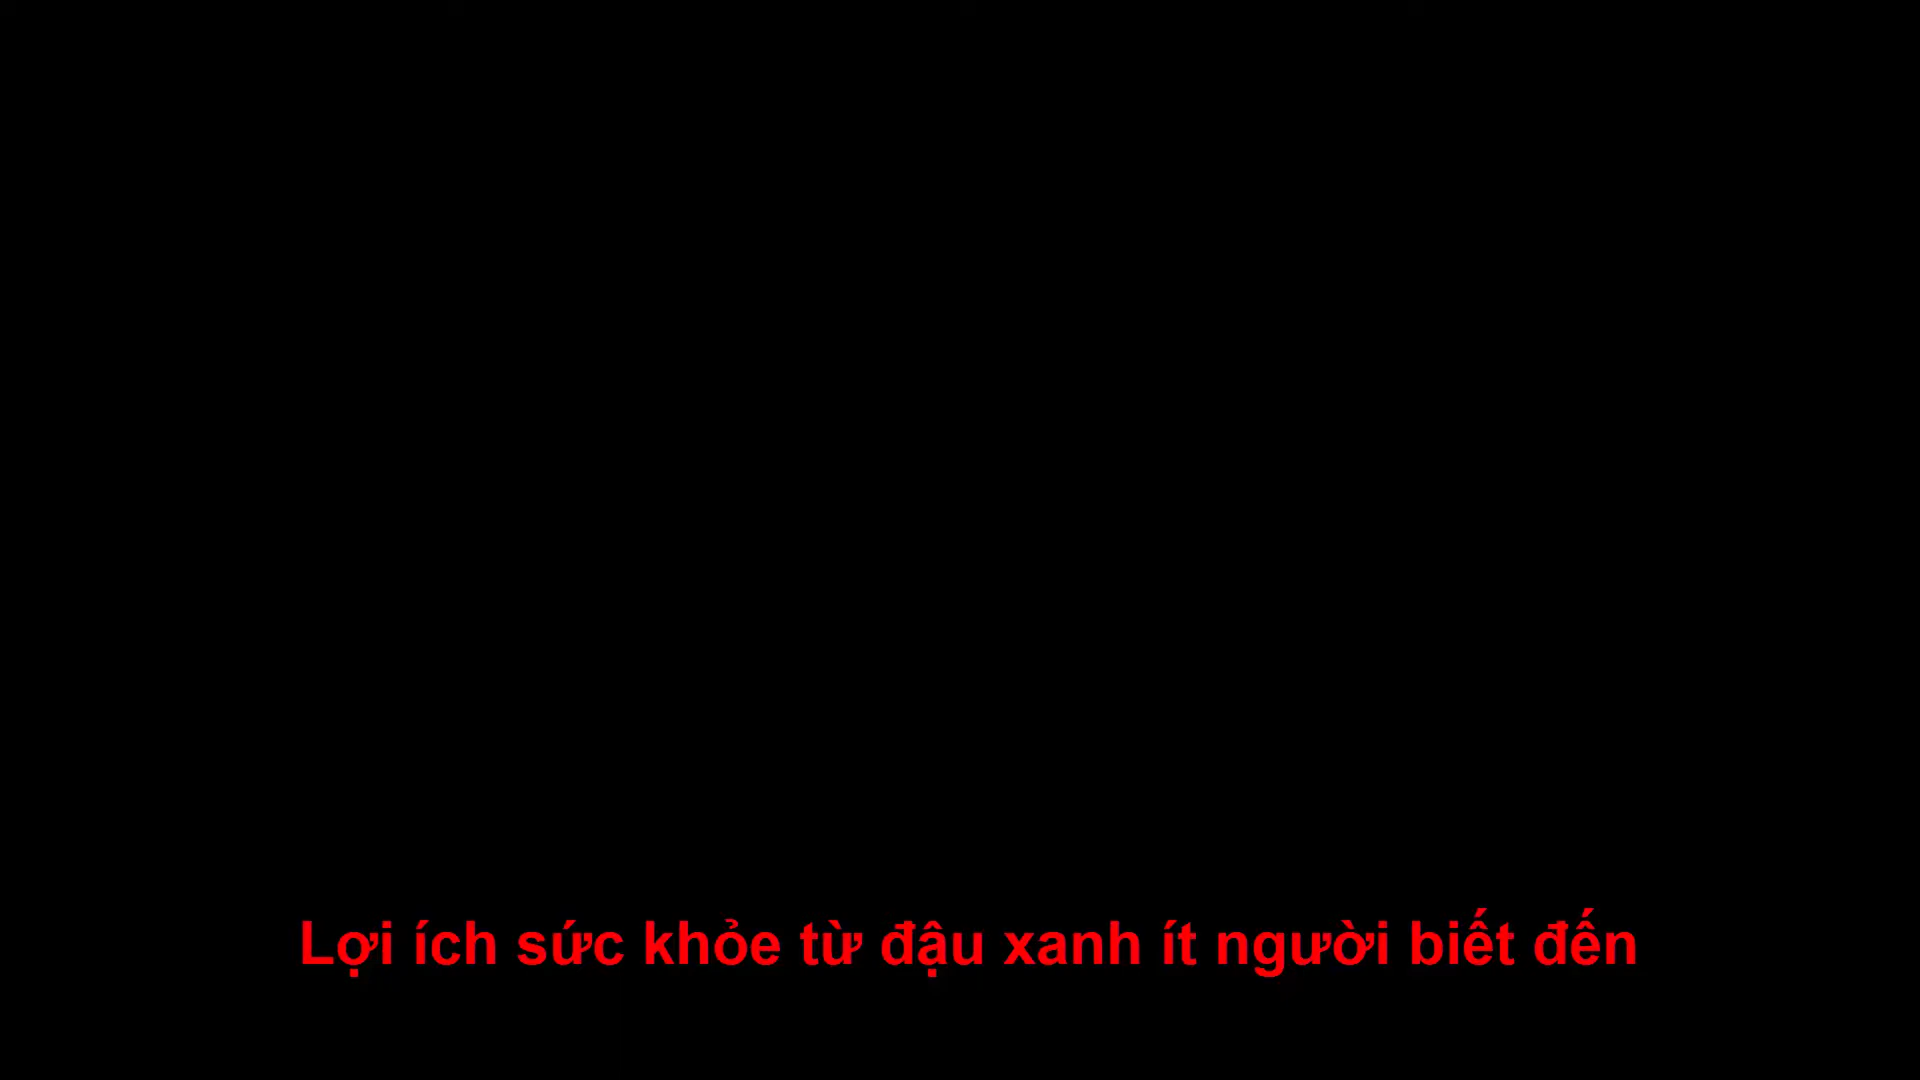 Lợi ích sức khỏe từ đậu xanh ít người biết đến